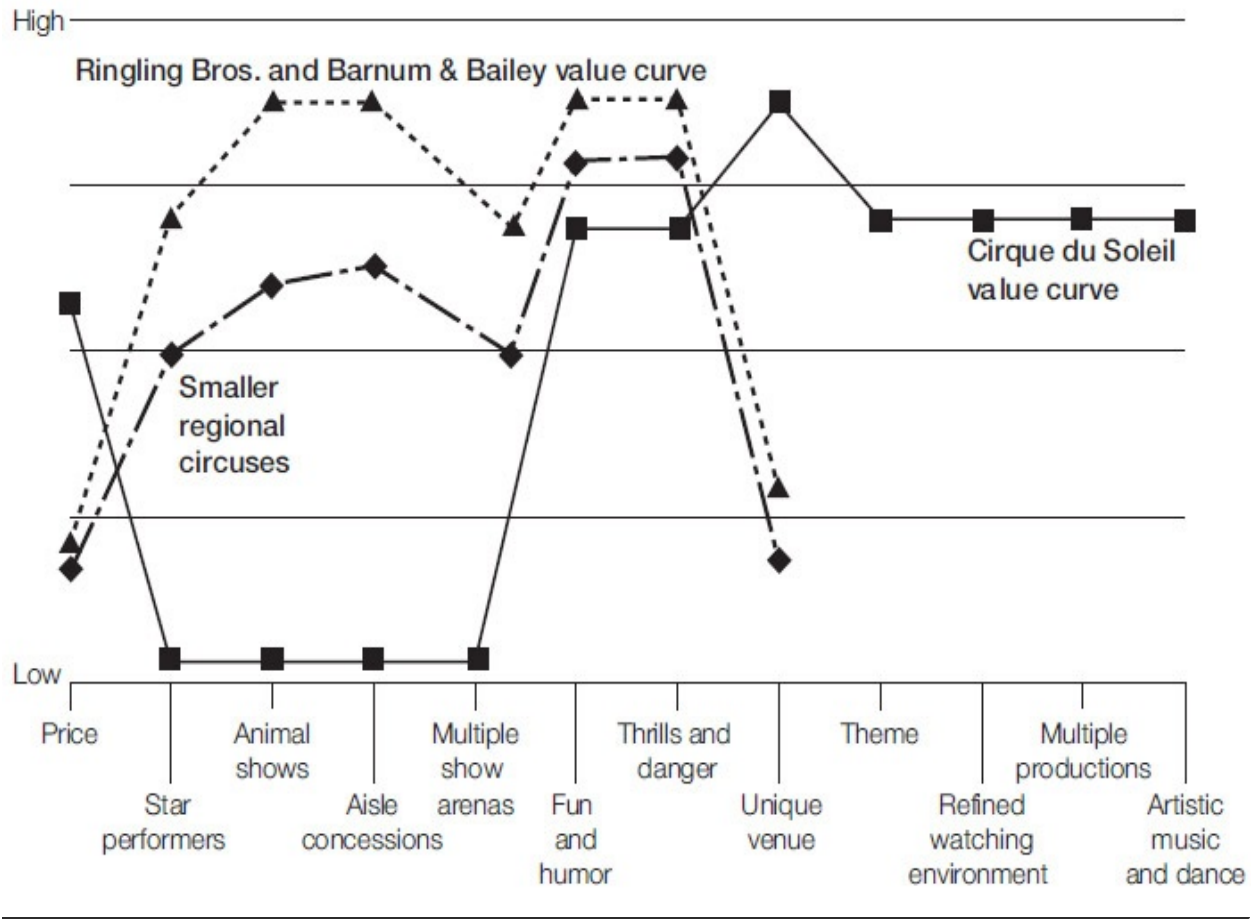 High
Ringling Bros. and Barnum & Bailey value curve
Cirque du Soleil
value curve
Smaller
regional
circuses
Low
Price
Star
performers
Animal
shows
Aisle
concessions
Multiple
show
arenas
Fun
and
humor
Thrills and
danger
Unique
venue
Theme
Refined
watching
environment
Multiple
productions
Artistic
music
and dance